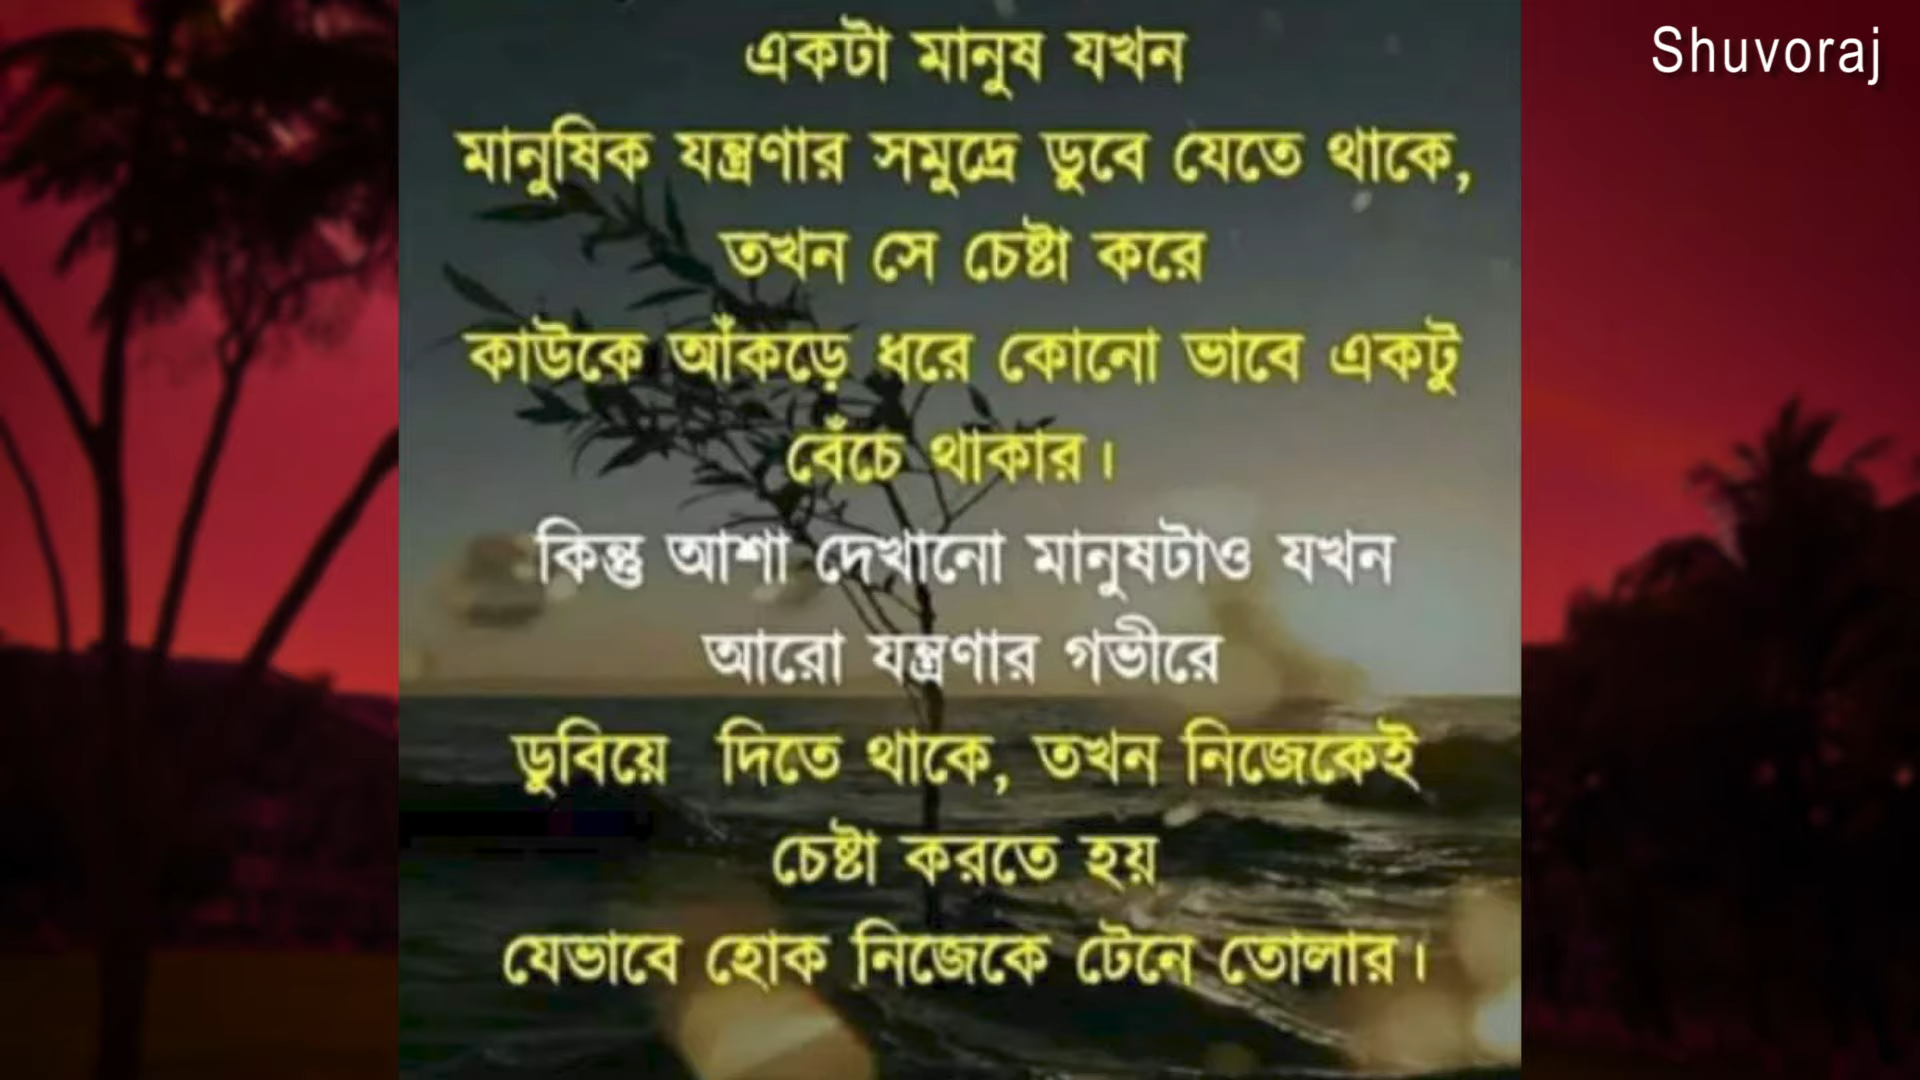 Shuvoraj
একটা মানুষ যখন
মানুষিক যন্ত্রণার সমুদ্রে ডুবে যেতে থাকে,
তখন সে চেষ্টা করে
কাউকে আঁকড়ে ধরে কোনো ভাবে একটু
বেঁচে থাকার।
কিন্তু আশা দেখানো মানুষটাও যখন
আরো যন্ত্রণার গভীরে
ডুবিয়ে দিতে থাকে, তখন নিজেকেই
চেষ্টা করতে হয়
যেভাবে হোক নিজেকে টেনে তোলার।